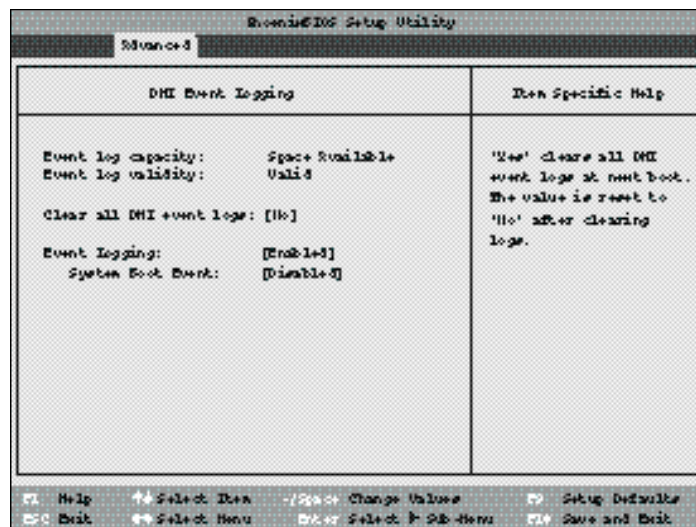 PhoenixBIOS Setup Utility
Advanced
DMI Event Logging
Item Specific Help
Event log capacity: Space Available
Event log validity: Valid
Clear all DMI event logs: [No]
Event Logging: [Enabled]
System Boot Event: [Disabled]
'Yes' clears all DMI
event logs at next boot.
The value is reset to
'No' after clearing
logs.
F1 Help ↑↓ Select Item -/Space Change Values F9 Setup Defaults
ESC Exit ↔ Select Menu Enter Select ▶ Sub-Menu F10 Save and Exit